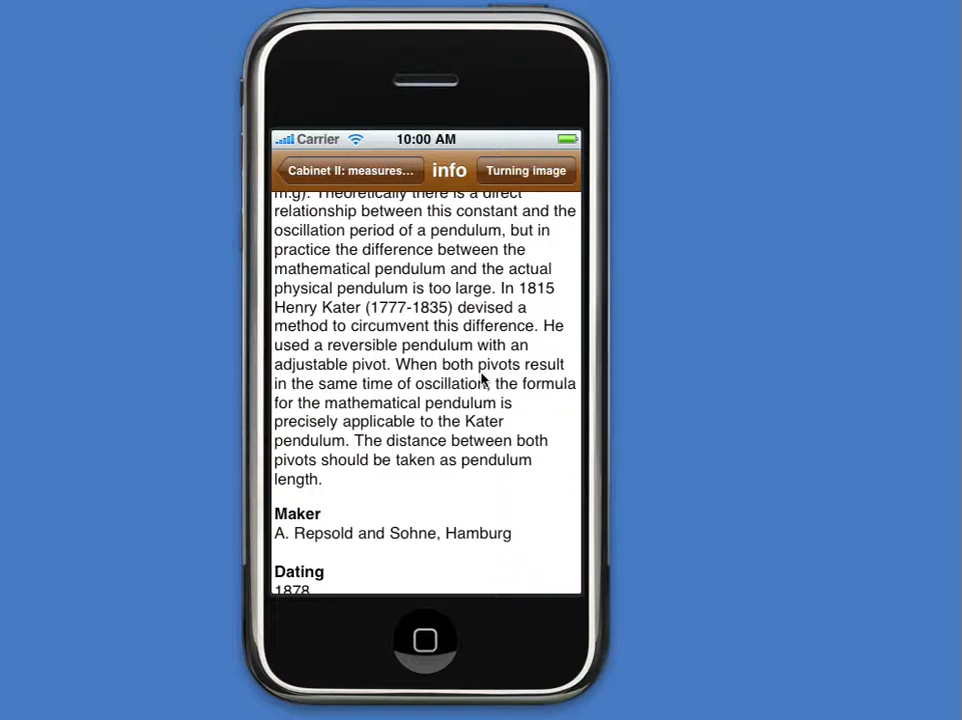 Carrier 10:00 AM
Cabinet II: measures... info Turning image
m.g). Theoretically there is a direct
relationship between this constant and the
oscillation period of a pendulum, but in
practice the difference between the
mathematical pendulum and the actual
physical pendulum is too large. In 1815
Henry Kater (1777-1835) devised a
method to circumvent this difference. He
used a reversible pendulum with an
adjustable pivot. When both pivots result
in the same time of oscillation, the formula
for the mathematical pendulum is
precisely applicable to the Kater
pendulum. The distance between both
pivots should be taken as pendulum
length.
Maker
A. Repsold and Sohne, Hamburg
Dating
1878